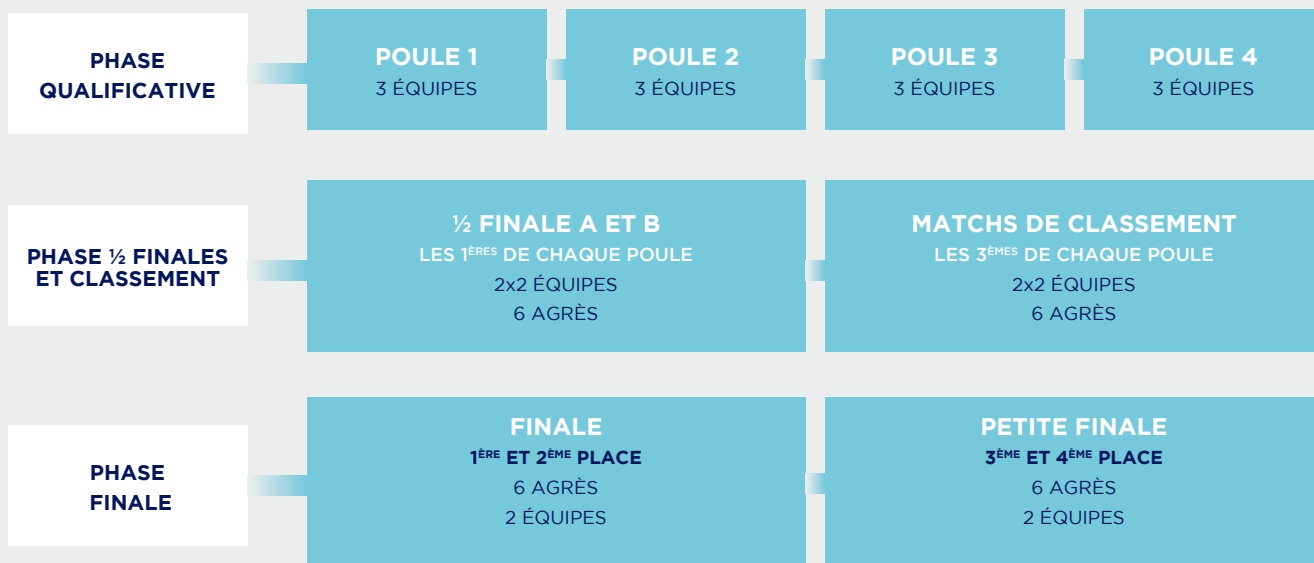 PHASE
QUALIFICATIVE
POULE 1
3 ÉQUIPES
POULE 2
3 ÉQUIPES
POULE 3
3 ÉQUIPES
POULE 4
3 ÉQUIPES
PHASE ½ FINALES
ET CLASSEMENT
½ FINALE A ET B
LES 1ÈRES DE CHAQUE POULE
2x2 ÉQUIPES
6 AGRÈS
MATCHS DE CLASSEMENT
LES 3ÈMES DE CHAQUE POULE
2x2 ÉQUIPES
6 AGRÈS
PHASE
FINALE
FINALE
1ÈRE ET 2ÈME PLACE
6 AGRÈS
2 ÉQUIPES
PETITE FINALE
3ÈME ET 4ÈME PLACE
6 AGRÈS
2 ÉQUIPES